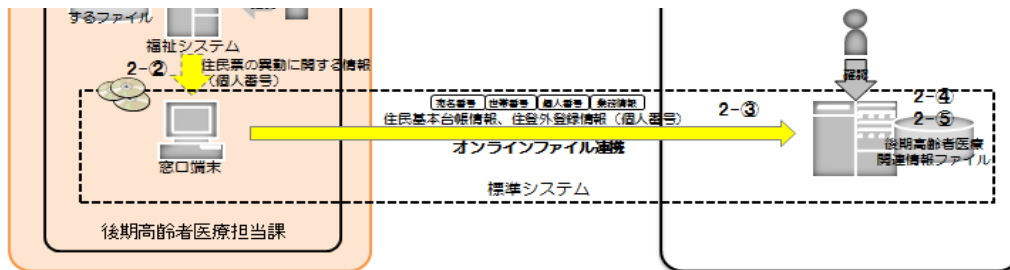 するファイル
福祉システム
2-②
住民票の異動に関する情報
（個人番号）
確認
宛名番号 世帯番号 個人番号 業務情報
住民基本台帳情報、住登外登録情報（個人番号）
2-③
2-④
2-⑤
オンラインファイル連携
後期高齢者医療
関連情報ファイル
窓口端末
標準システム
後期高齢者医療担当課